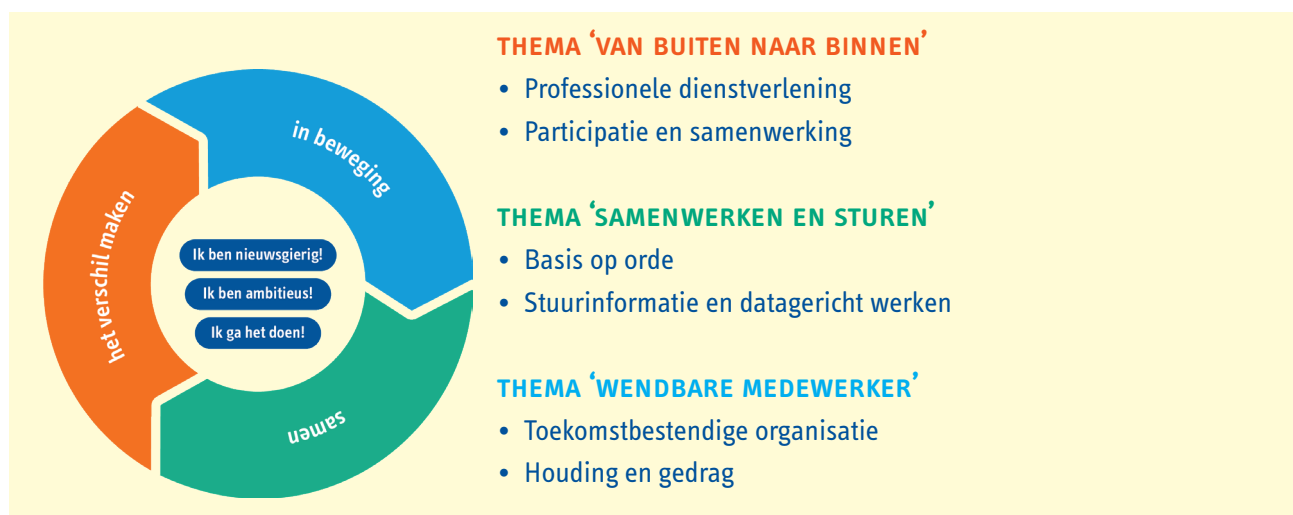 in beweging
het verschil maken
samen
Ik ben nieuwsgierig!
Ik ben ambitieus!
Ik ga het doen!
THEMA ‘VAN BUITEN NAAR BINNEN’
• Professionele dienstverlening
• Participatie en samenwerking
THEMA ‘SAMENWERKEN EN STUREN’
• Basis op orde
• Stuurinformatie en datagericht werken
THEMA ‘WENDBARE MEDEWERKER’
• Toekomstbestendige organisatie
• Houding en gedrag